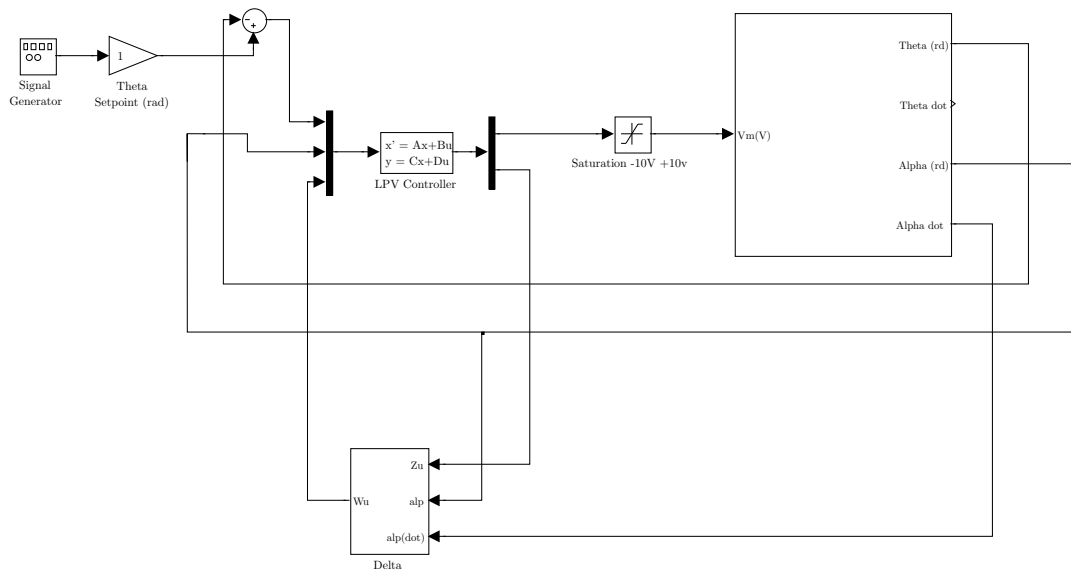 -
+
1
Signal
Generator
Theta
Setpoint (rad)
x' = Ax+Bu
y = Cx+Du
LPV Controller
Saturation -10V +10v
Vm(V)
Theta (rd)
Theta dot
Alpha (rd)
Alpha dot
Zu
Wu
alp
alp(dot)
Delta